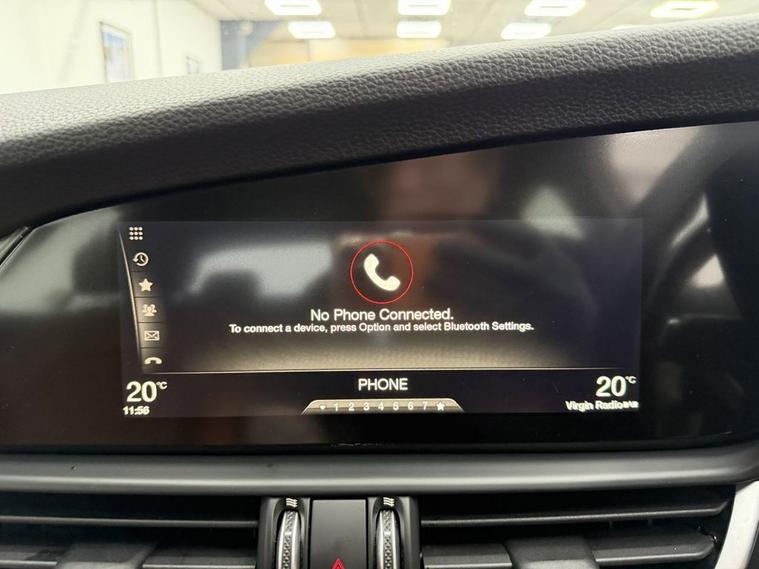 No Phone Connected.
To connect a device, press Option and select Bluetooth Settings.
20°C
PHONE
20°C
11:56
1 2 3 4 5 6 7
Virgin Radio